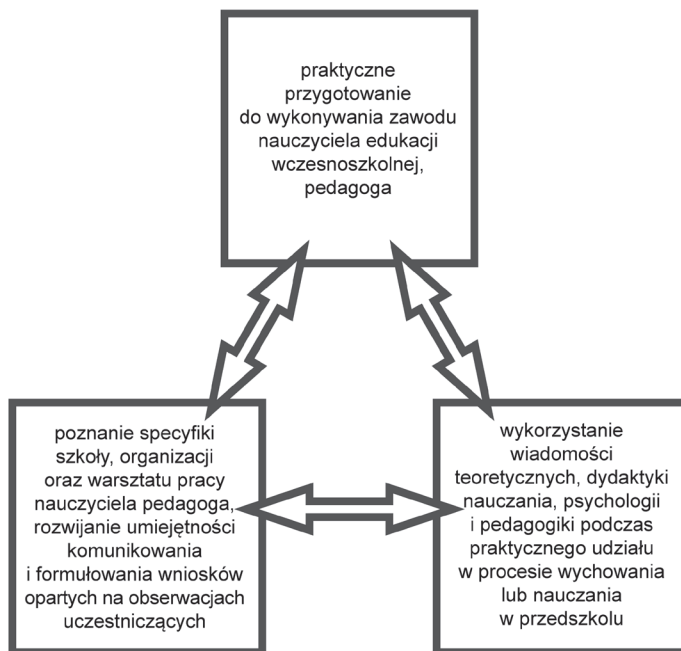 praktyczne
przygotowanie
do wykonywania zawodu
nauczyciela edukacji
wczesnoszkolnej,
pedagoga
poznanie specyfiki
szkoły, organizacji
oraz warsztatu pracy
nauczyciela pedagoga,
rozwijanie umiejętności
komunikowania
i formułowania wniosków
opartych na obserwacjach
uczestniczących
wykorzystanie
wiadomości
teoretycznych, dydaktyki
nauczania, psychologii
i pedagogiki podczas
praktycznego udziału
w procesie wychowania
lub nauczania
w przedszkolu